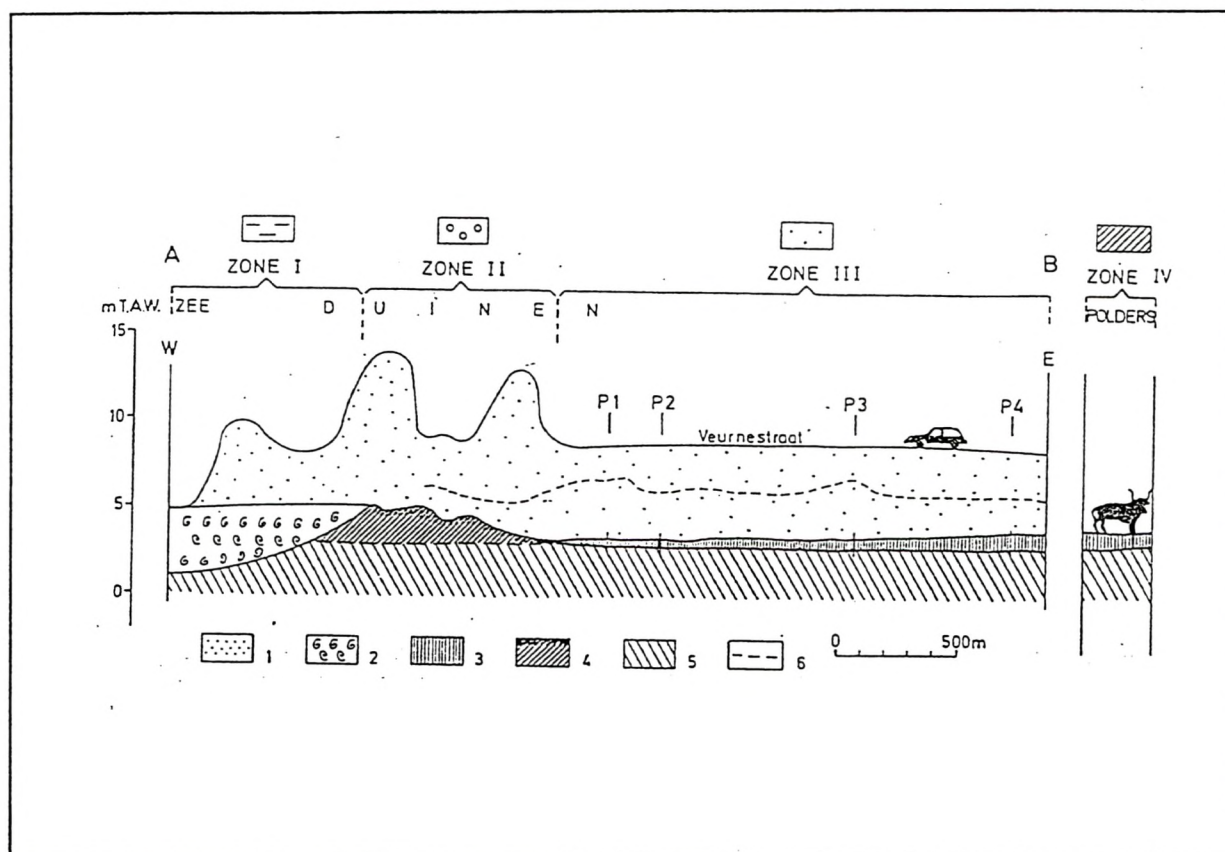 A B
ZONE I ZONE II ZONE III ZONE IV
m T.A.W. ZEE D U I N E N POLDERS
15
W E
10
P1 P2 P3 P4
Veurnestraat
5
0
1 2 3 4 5 6 0 500m